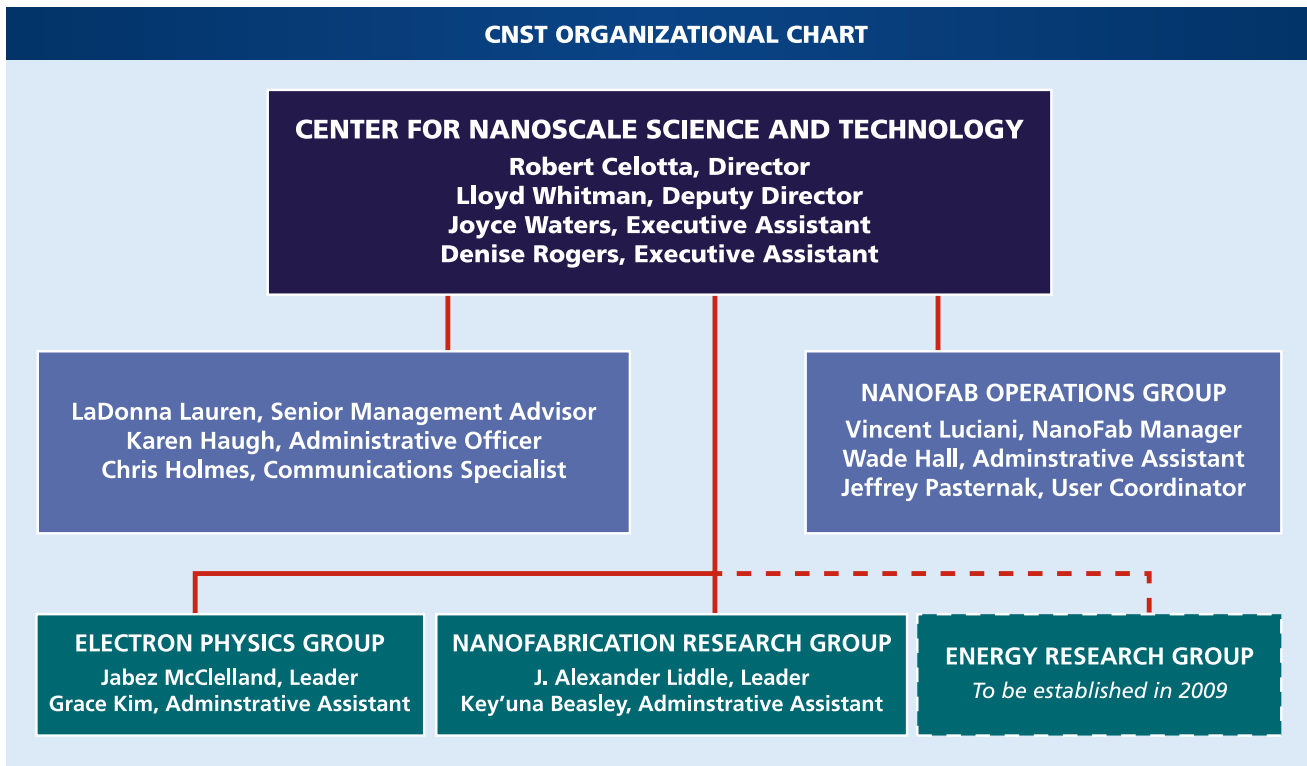 CNST ORGANIZATIONAL CHART
CENTER FOR NANOSCALE SCIENCE AND TECHNOLOGY
Robert Celotta, Director
Lloyd Whitman, Deputy Director
Joyce Waters, Executive Assistant
Denise Rogers, Executive Assistant
LaDonna Lauren, Senior Management Advisor
Karen Haugh, Administrative Officer
Chris Holmes, Communications Specialist
NANOFAB OPERATIONS GROUP
Vincent Luciani, NanoFab Manager
Wade Hall, Adminstrative Assistant
Jeffrey Pasternak, User Coordinator
ELECTRON PHYSICS GROUP
Jabez McClelland, Leader
Grace Kim, Adminstrative Assistant
NANOFABRICATION RESEARCH GROUP
J. Alexander Liddle, Leader
Key’una Beasley, Adminstrative Assistant
ENERGY RESEARCH GROUP
To be established in 2009